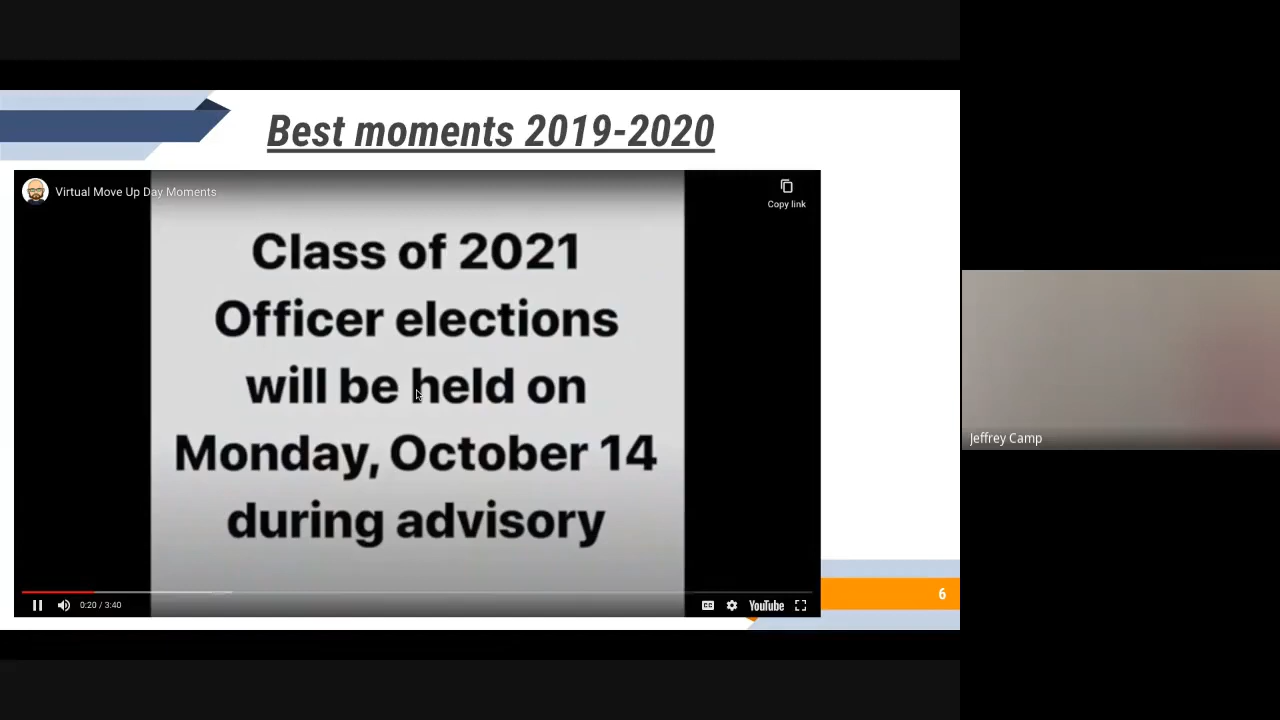 Best moments 2019-2020
Virtual Move Up Day Moments
Copy link
Class of 2021
Officer elections
will be held on
Monday, October 14
during advisory
0:20 / 3:40
CC
YouTube
6
Jeffrey Camp